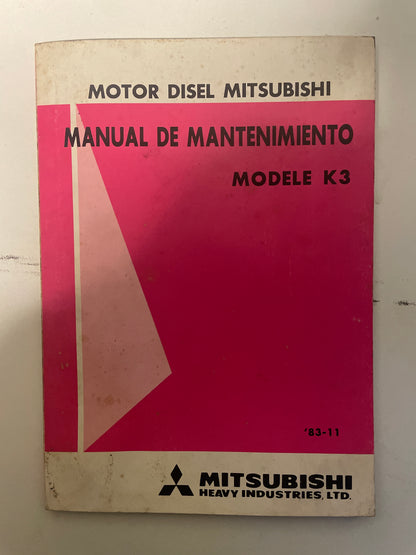 MOTOR DISEL MITSUBISHI
MANUAL DE MANTENIMIENTO
MODELE K3
'83-11
MITSUBISHI
HEAVY INDUSTRIES, LTD.